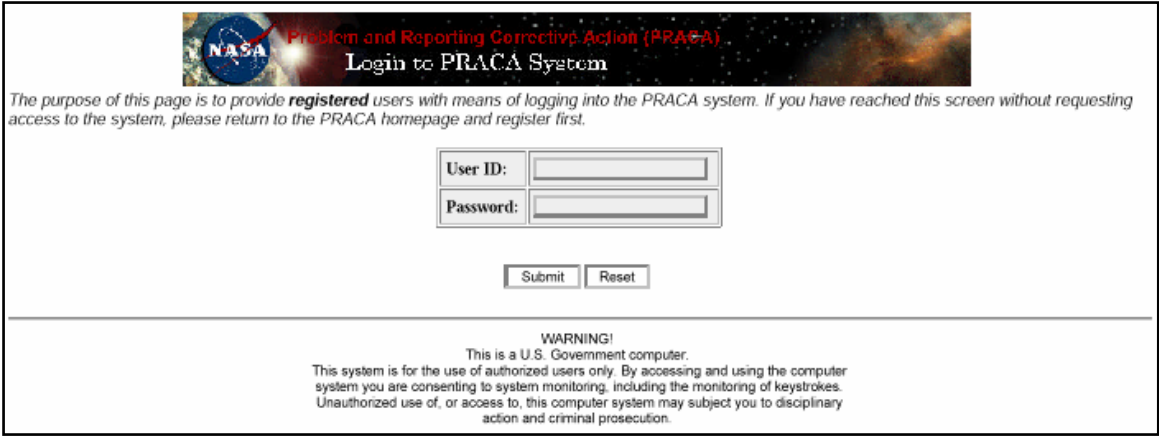 NASA
Problem and Reporting Corrective Action (PRACA)
Login to PRACA System
The purpose of this page is to provide registered users with means of logging into the PRACA system. If you have reached this screen without requesting
access to the system, please return to the PRACA homepage and register first.
User ID:
Password:
Submit Reset
WARNING!
This is a U.S. Government computer.
This system is for the use of authorized users only. By accessing and using the computer
system you are consenting to system monitoring, including the monitoring of keystrokes.
Unauthorized use of, or access to, this computer system may subject you to disciplinary
action and criminal prosecution.